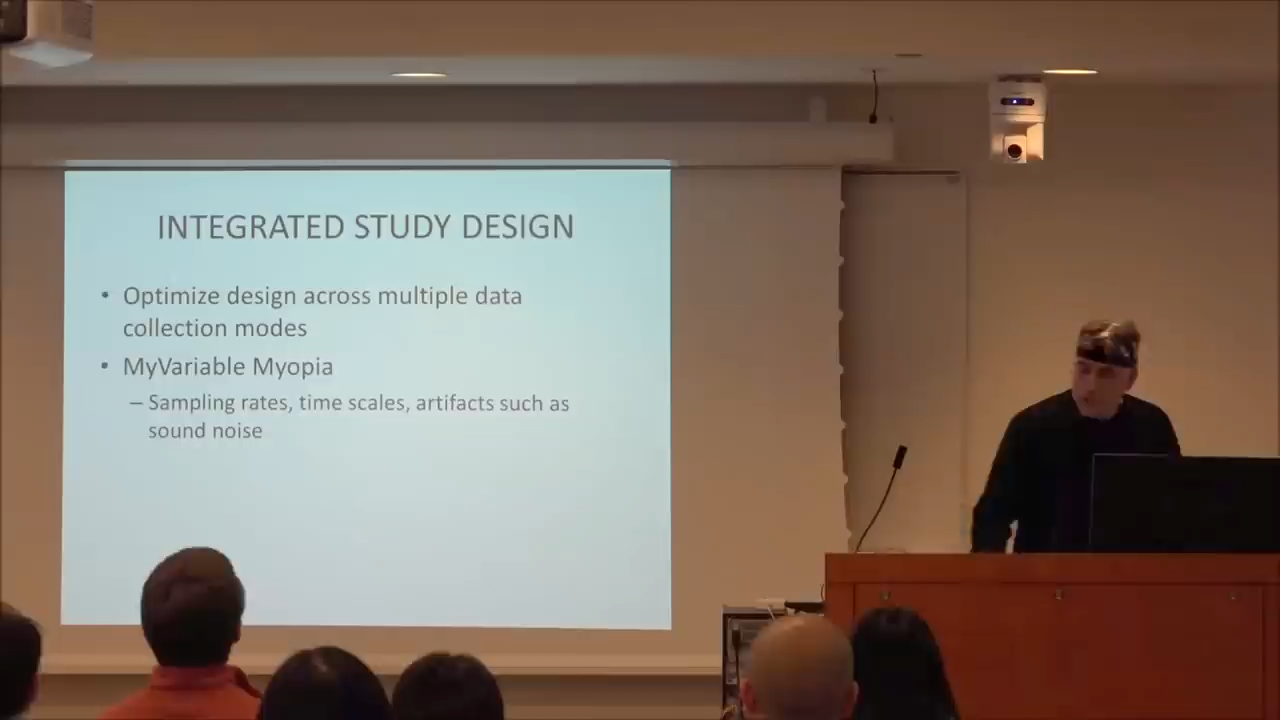 INTEGRATED STUDY DESIGN
• Optimize design across multiple data
collection modes
• MyVariable Myopia
– Sampling rates, time scales, artifacts such as
sound noise